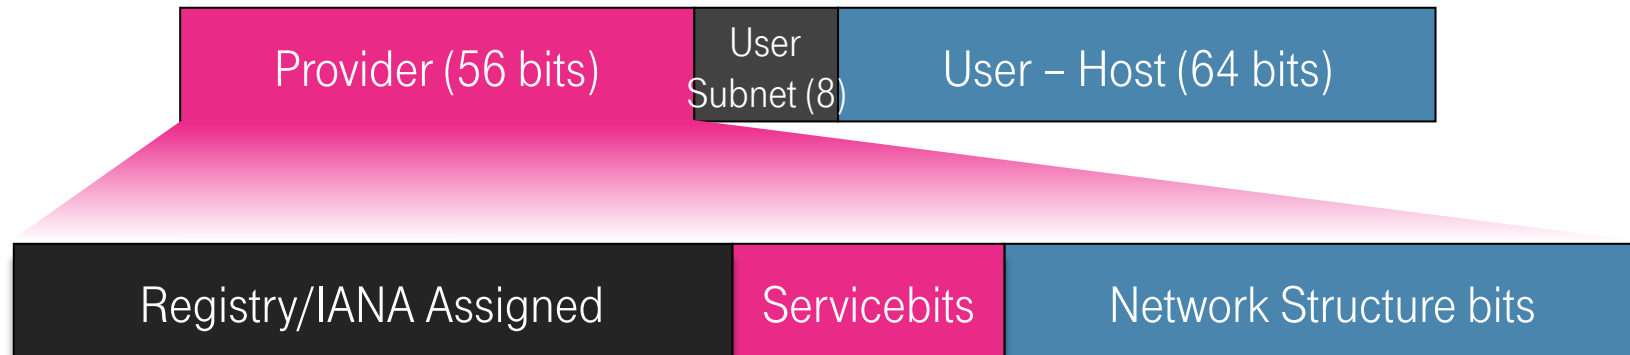 Provider (56 bits)
User
Subnet (8)
User – Host (64 bits)
Registry/IANA Assigned
Servicebits
Network Structure bits